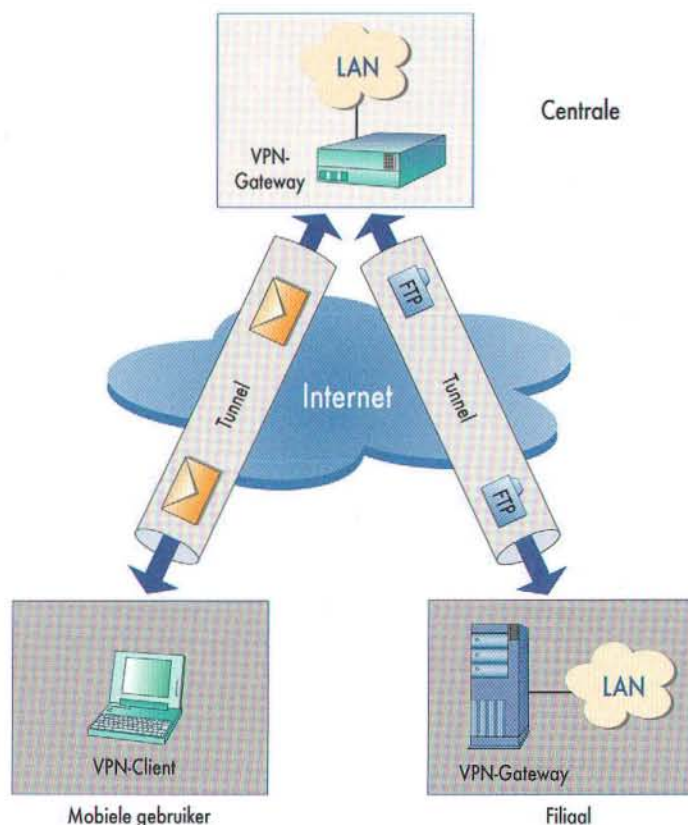 LAN
Centrale
VPN-
Gateway
FTP
Tunnel
Internet
Tunnel
FTP
VPN-Client
LAN
VPN-Gateway
Mobiele gebruiker
Filiaal